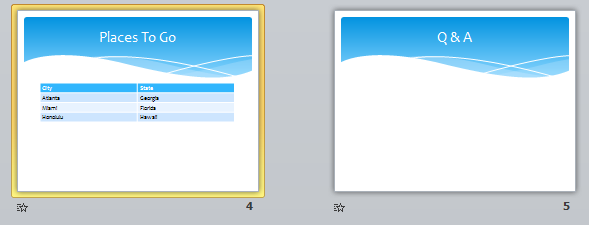 Places To Go
City State
Atlanta Georgia
Miami Florida
Honolulu Hawaii
4
Q & A
5